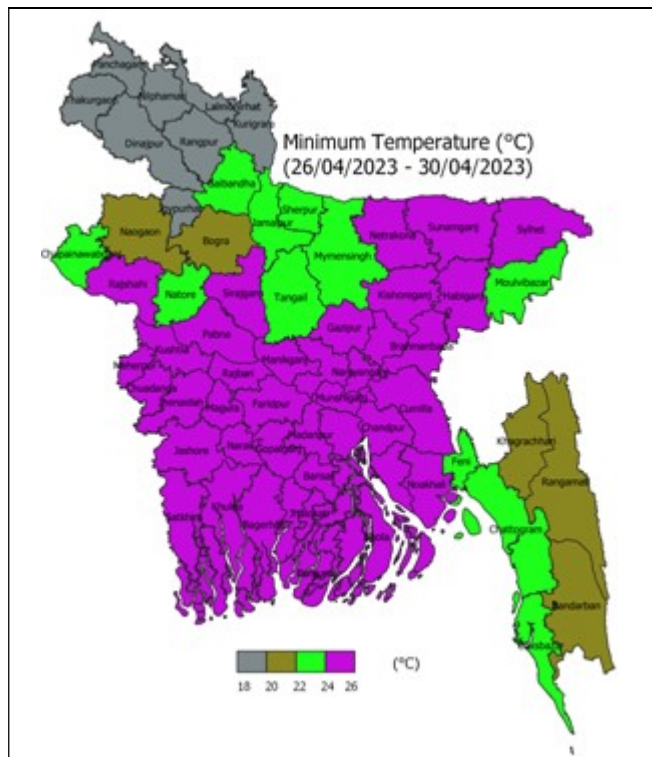 Panchagarh
Thakurgaon
Nilphamari
Lalmonirhat
Kurigram
Dinajpur
Rangpur
Minimum Temperature (°C)
(26/04/2023 - 30/04/2023)
Gaibandha
Joypurhat
Sherpur
Jamalpur
Naogaon
Bogra
Mymensingh
Netrakona
Sunamganj
Sylhet
Chapainawabganj
Rajshahi
Natore
Sirajganj
Tangail
Kishoreganj
Habiganj
Moulvibazar
Pabna
Gazipur
Kushtia
Brahmanbaria
Meherpur
Rajbari
Manikganj
Narayanganj
Chuadanga
Jhenaidah
Magura
Faridpur
Munshiganj
Cumilla
Madaripur
Chandpur
Jashore
Narail
Gopalganj
Khagrachhari
Rangamati
Feni
Noakhali
Barisal
Satkhira
Khulna
Bagerhat
Jhalokati
Bhola
Chattogram
Bandarban
Coxsbazar
(°C)
18 20 22 24 26